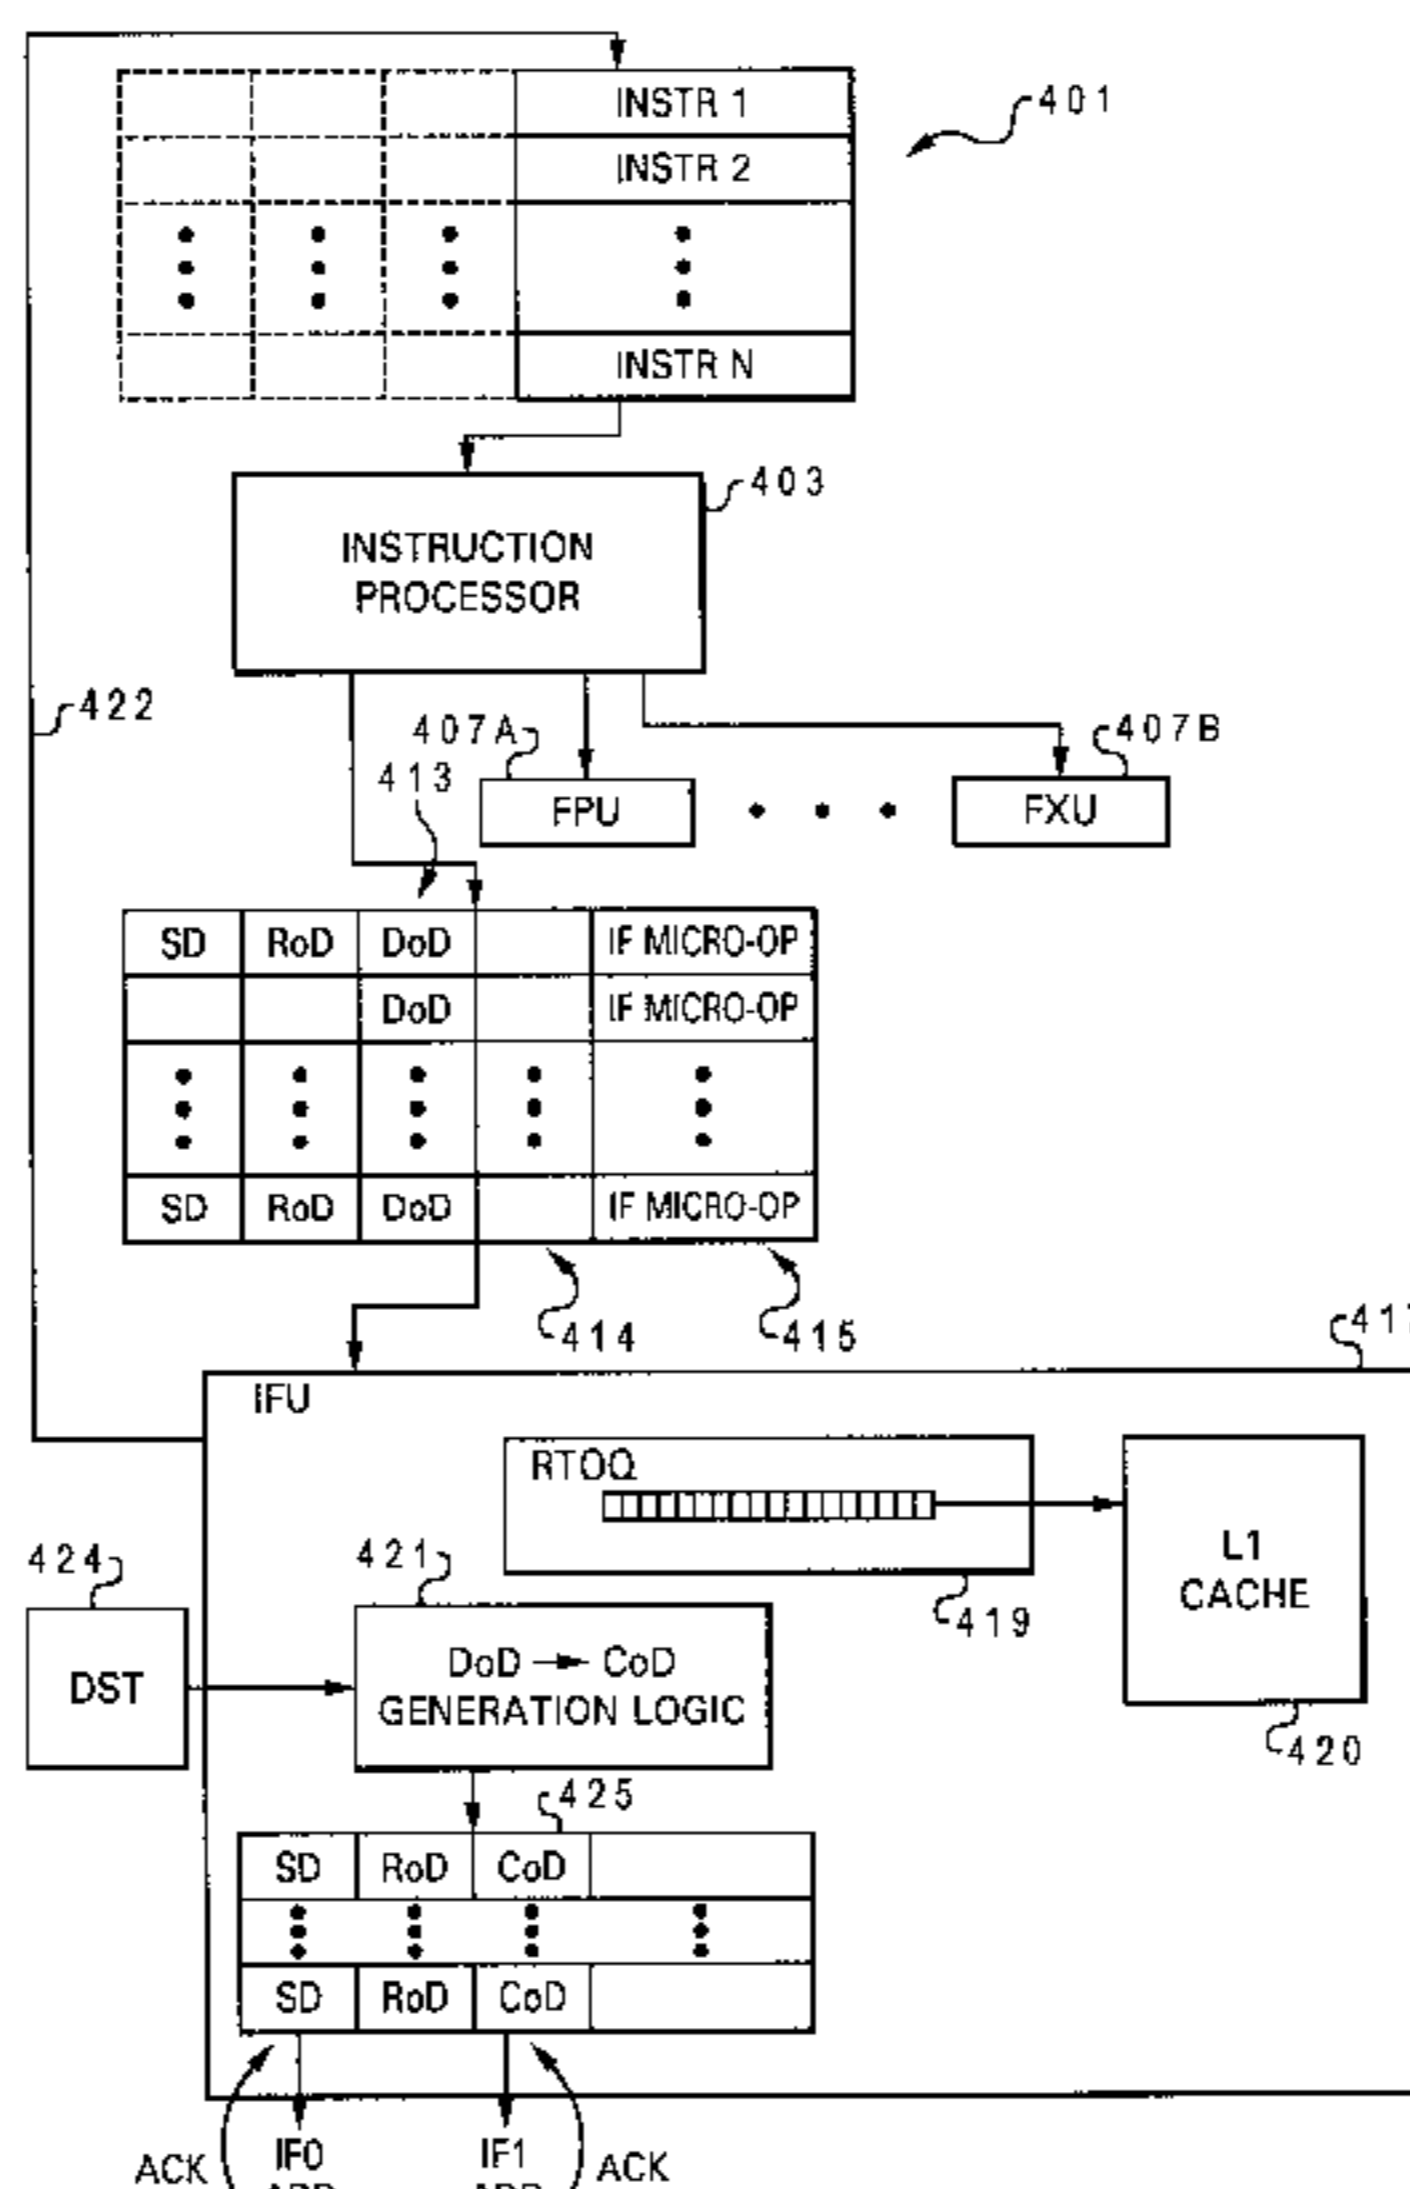 INSTR 1
401
INSTR 2
INSTR N
403
INSTRUCTION
PROCESSOR
422
407A
407B
413
FPU
FXU
SD RoD DoD IF MICRO-OP
DoD IF MICRO-OP
SD RoD DoD IF MICRO-OP
414
415
IFU
RTOQ
L1
CACHE
424
421
419
DST
DoD CoD
GENERATION LOGIC
420
425
SD RoD CoD
SD RoD CoD
ACK
IF0
IF1
ACK